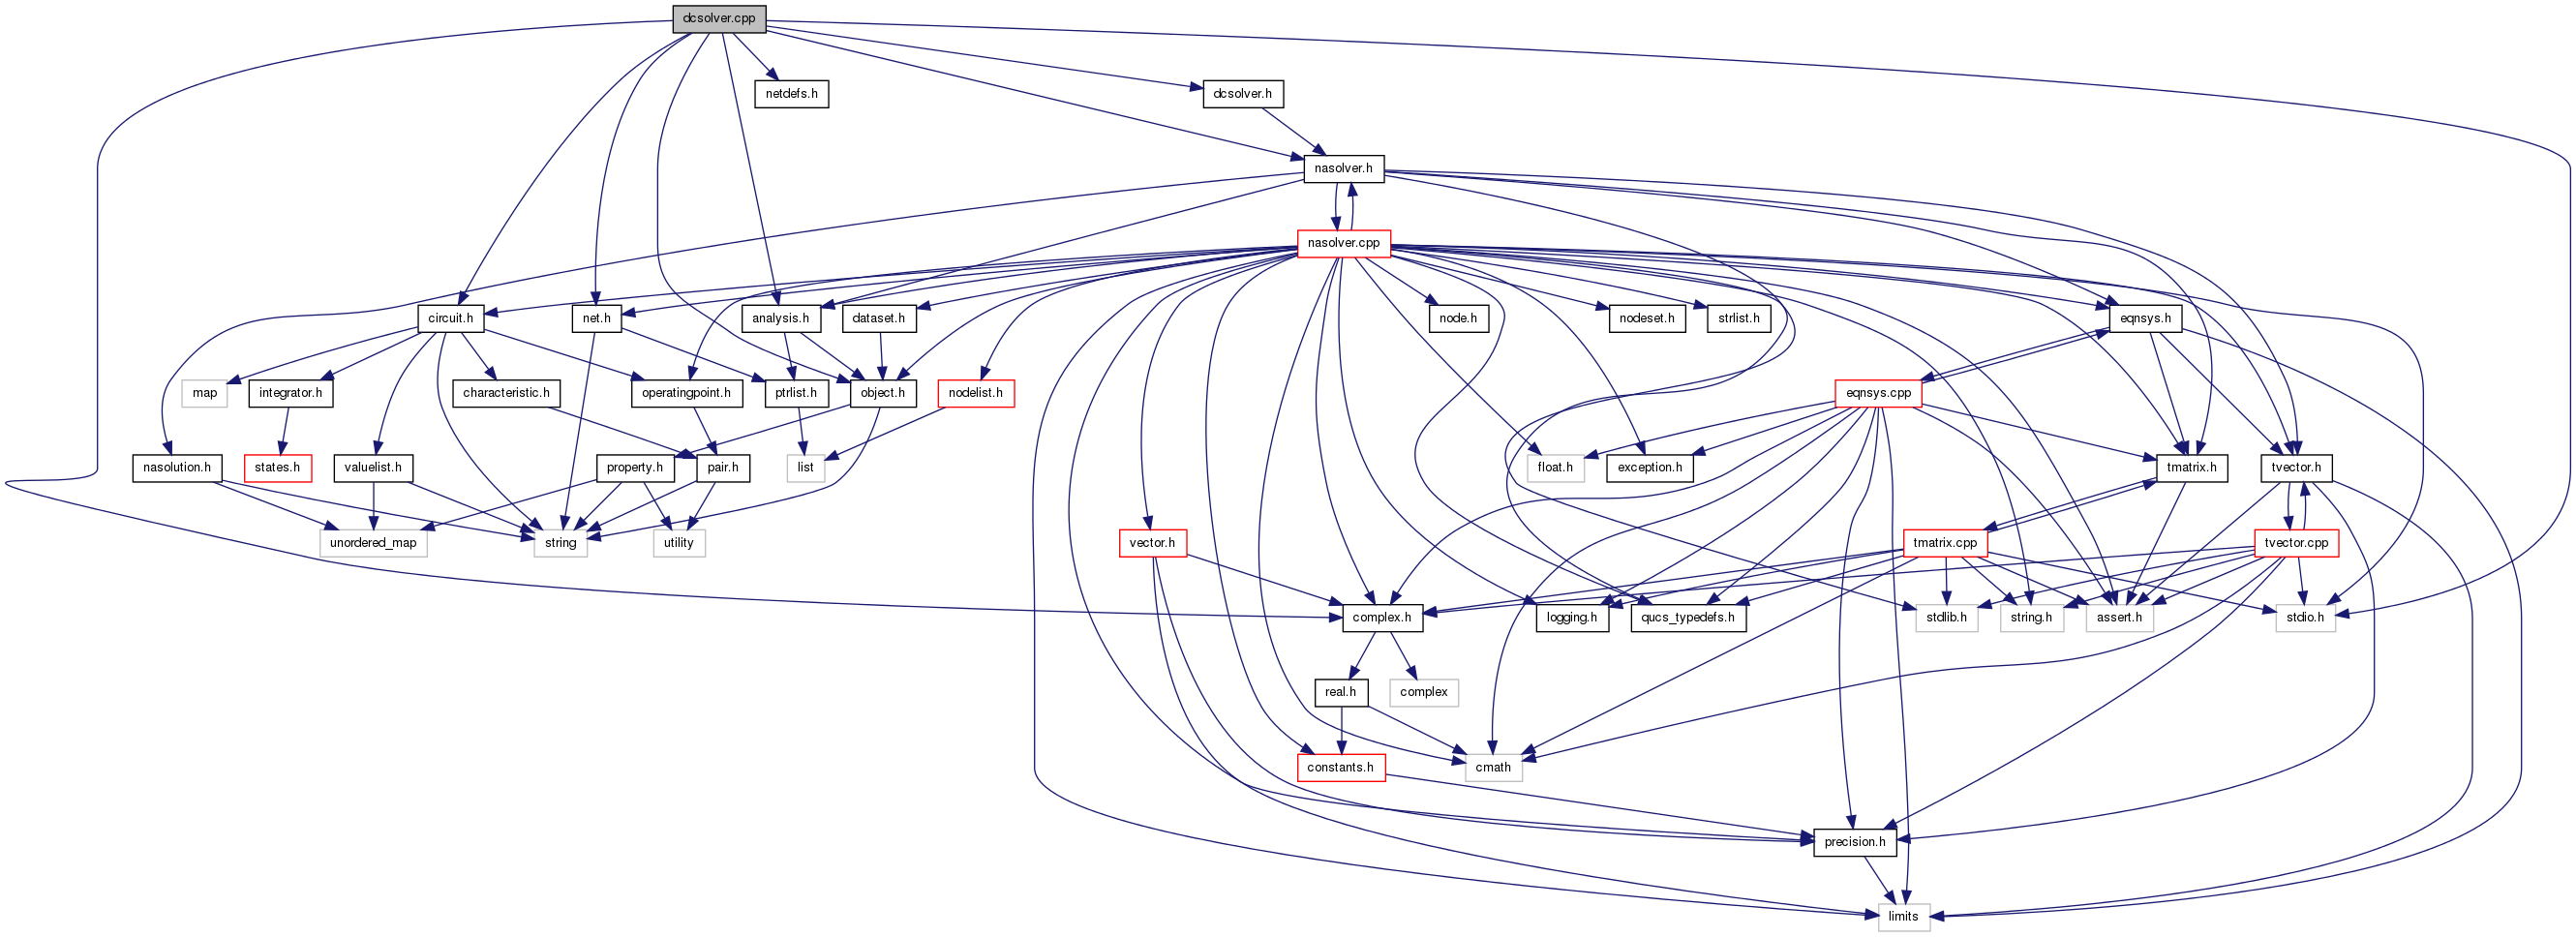 dcsolver.cpp
netdefs.h
dcsolver.h
nasolver.h
nasolver.cpp
circuit.h
net.h
analysis.h
dataset.h
node.h
nodeset.h
strlist.h
eqnsys.h
map
integrator.h
characteristic.h
operatingpoint.h
ptrlist.h
object.h
nodelist.h
eqnsys.cpp
nasolution.h
states.h
valuelist.h
property.h
pair.h
list
float.h
exception.h
tmatrix.h
tvector.h
unordered_map
string
utility
vector.h
tmatrix.cpp
tvector.cpp
complex.h
logging.h
qucs_typedefs.h
stdlib.h
string.h
assert.h
stdio.h
real.h
complex
constants.h
cmath
precision.h
limits